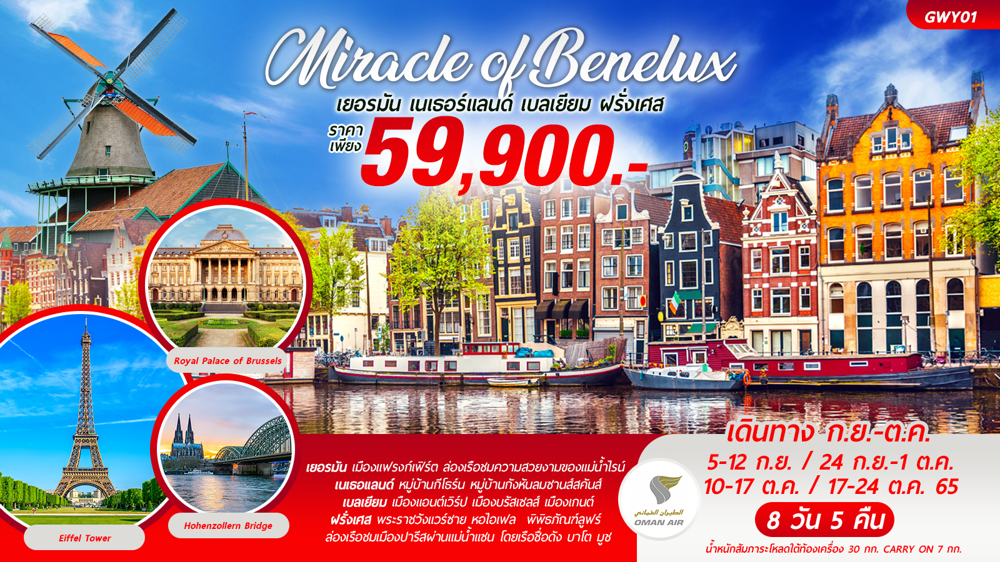 GWY01
Miracle of Benelux
เยอรมัน เนเธอร์แลนด์ เบลเยียม ฝรั่งเศส
ราคา
เพียง
59,900.-
Royal Palace of Brussels
Hohenzollern Bridge
Eiffel Tower
เยอรมัน เมืองแฟรงก์เฟิร์ต ล่องเรือชมความสวยงามของแม่น้ำไรน์
เนเธอแลนด์ หมู่บ้านกีโธร์น หมู่บ้านกังหันลมซานส์สคันส์
เบลเยียม เมืองแอนต์เวิร์ป เมืองบรัสเซลส์ เมืองเกนต์
ฝรั่งเศส พระราชวังแวร์ซาย หอไอเฟล พิพิธภัณฑ์ลูฟร์
ล่องเรือชมเมืองปารีสผ่านแม่น้ำแซน โดยเรือชื่อดัง บาโต มูช
الطيران العماني
OMAN AIR
เดินทาง ก.ย.-ต.ค.
5-12 ก.ย. / 24 ก.ย.-1 ต.ค.
10-17 ต.ค. / 17-24 ต.ค. 65
8 วัน 5 คืน
น้ำหนักสัมภาระโหลดใต้ท้องเครื่อง 30 กก. CARRY ON 7 กก.